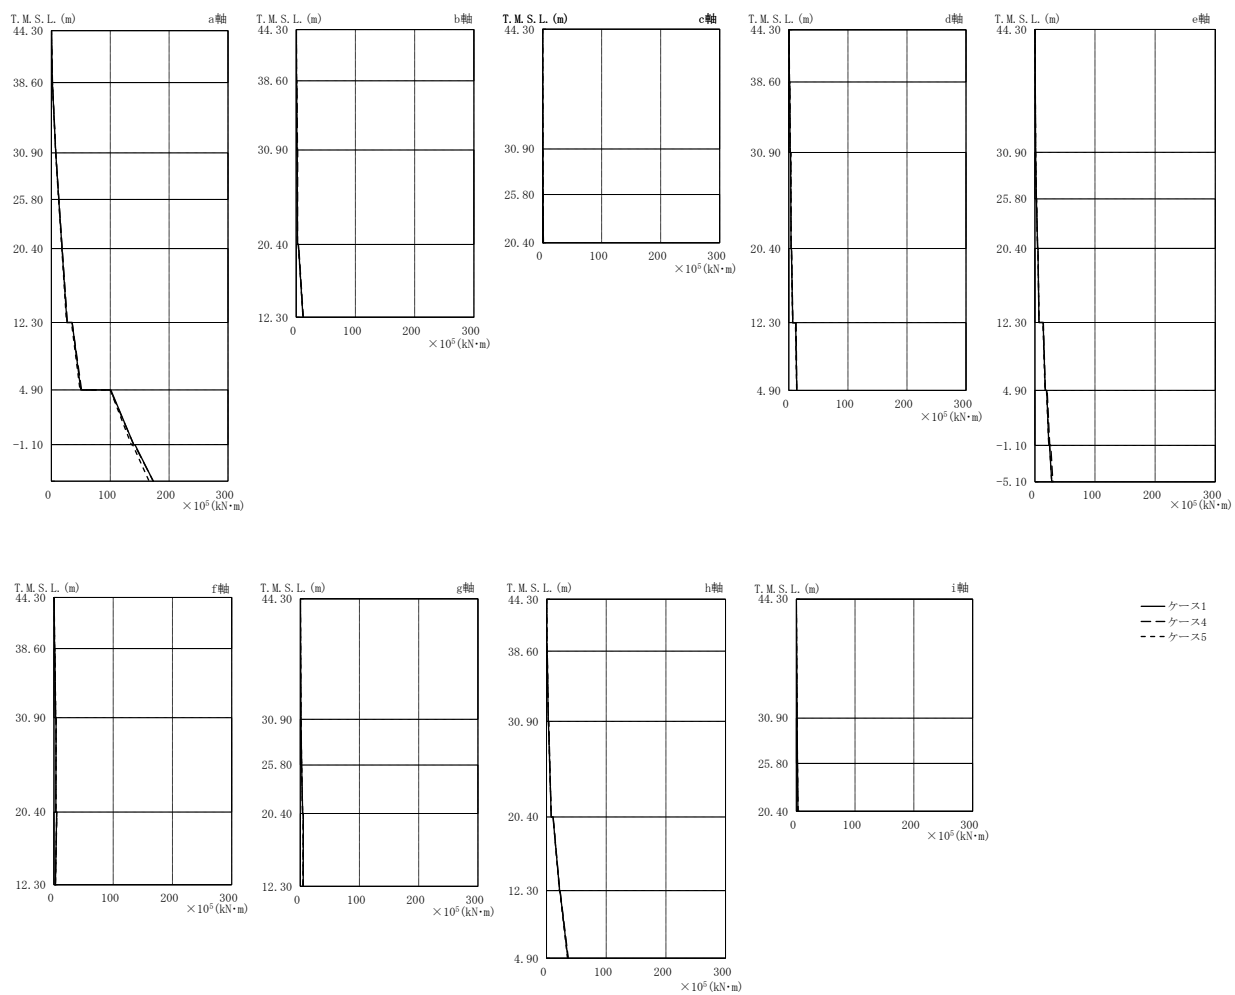 T.M.S.L.(m) a軸
44.30
38.60
30.90
25.80
20.40
12.30
4.90
-1.10
0 100 200 300
×10⁵(kN･m)
T.M.S.L.(m) b軸
44.30
38.60
30.90
20.40
12.30
0 100 200 300
×10⁵(kN･m)
T.M.S.L.(m) c軸
44.30
30.90
25.80
20.40
0 100 200 300
×10⁵(kN･m)
T.M.S.L.(m) d軸
44.30
38.60
30.90
20.40
12.30
4.90
0 100 200 300
×10⁵(kN･m)
T.M.S.L.(m) e軸
44.30
30.90
25.80
20.40
12.30
4.90
-1.10
-5.10
0 100 200 300
×10⁵(kN･m)
T.M.S.L.(m) f軸
44.30
38.60
30.90
20.40
12.30
0 100 200 300
×10⁵(kN･m)
T.M.S.L.(m) g軸
44.30
30.90
25.80
20.40
12.30
0 100 200 300
×10⁵(kN･m)
T.M.S.L.(m) h軸
44.30
38.60
30.90
20.40
12.30
4.90
0 100 200 300
×10⁵(kN･m)
T.M.S.L.(m) i軸
44.30
30.90
25.80
20.40
0 100 200 300
×10⁵(kN･m)
ケース1
ケース4
ケース5